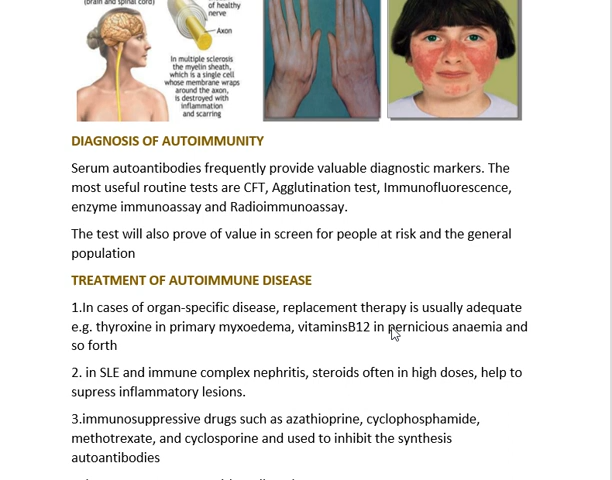 (brain and spinal cord)
of healthy
nerve
Axon
In multiple sclerosis
the myelin sheath,
which is a single cell
whose membrane wraps
around the axon,
is destroyed with
inflammation
and scarring
DIAGNOSIS OF AUTOIMMUNITY
Serum autoantibodies frequently provide valuable diagnostic markers. The
most useful routine tests are CFT, Agglutination test, Immunofluorescence,
enzyme immunoassay and Radioimmunoassay.
The test will also prove of value in screen for people at risk and the general
population
TREATMENT OF AUTOIMMUNE DISEASE
1.In cases of organ-specific disease, replacement therapy is usually adequate
e.g. thyroxine in primary myxoedema, vitaminsB12 in pernicious anaemia and
so forth
2. in SLE and immune complex nephritis, steroids often in high doses, help to
supress inflammatory lesions.
3.immunosuppressive drugs such as azathioprine, cyclophosphamide,
methotrexate, and cyclosporine and used to inhibit the synthesis
autoantibodies